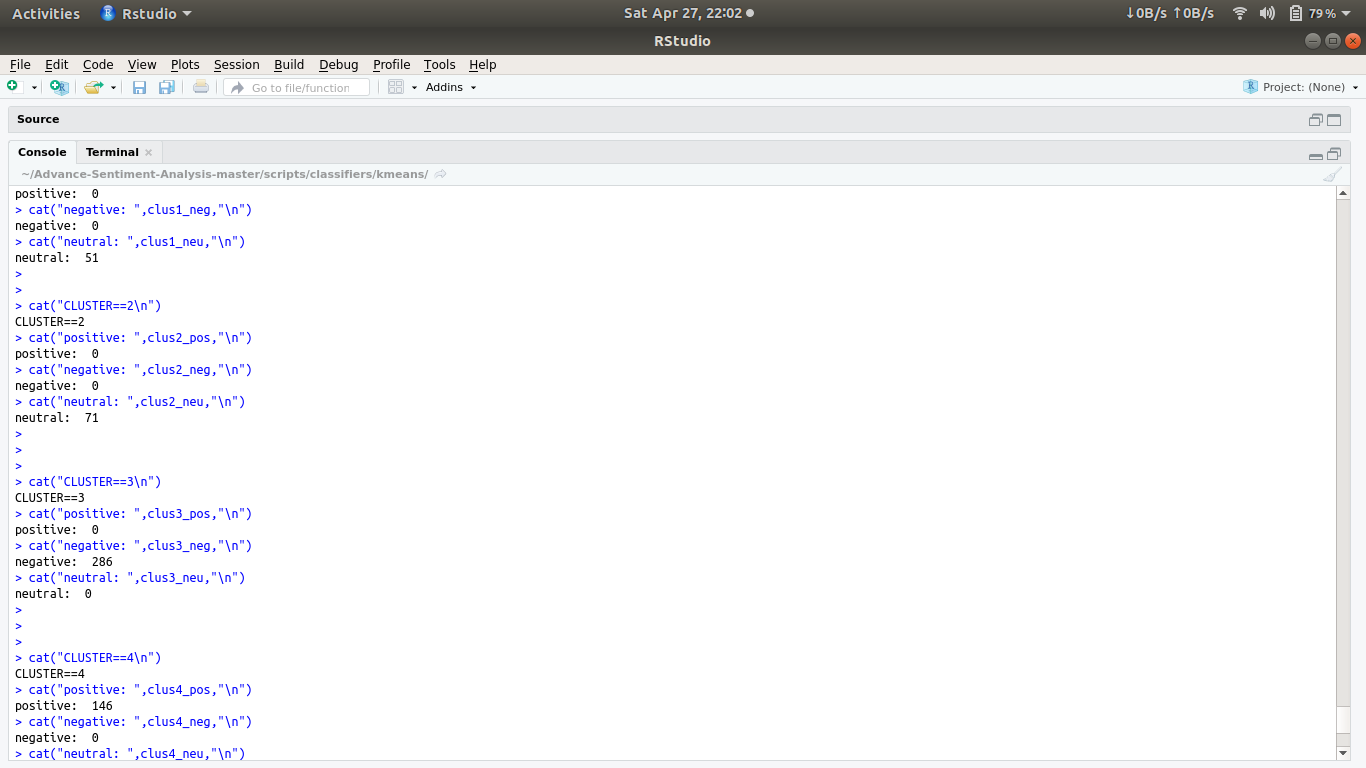 Activities Rstudio Sat Apr 27, 22:02 ↓0B/s ↑0B/s 79%
RStudio
File Edit Code View Plots Session Build Debug Profile Tools Help
Go to file/function Addins Project: (None)
Source
Console Terminal
~/Advance-Sentiment-Analysis-master/scripts/classifiers/kmeans/
positive:  0
> cat("negative: ",clus1_neg,"\n")
negative:  0
> cat("neutral: ",clus1_neu,"\n")
neutral:  51
>
>
> cat("CLUSTER==2\n")
CLUSTER==2
> cat("positive: ",clus2_pos,"\n")
positive:  0
> cat("negative: ",clus2_neg,"\n")
negative:  0
> cat("neutral: ",clus2_neu,"\n")
neutral:  71
>
>
>
> cat("CLUSTER==3\n")
CLUSTER==3
> cat("positive: ",clus3_pos,"\n")
positive:  0
> cat("negative: ",clus3_neg,"\n")
negative:  286
> cat("neutral: ",clus3_neu,"\n")
neutral:  0
>
>
>
> cat("CLUSTER==4\n")
CLUSTER==4
> cat("positive: ",clus4_pos,"\n")
positive:  146
> cat("negative: ",clus4_neg,"\n")
negative:  0
> cat("neutral: ",clus4_neu,"\n")